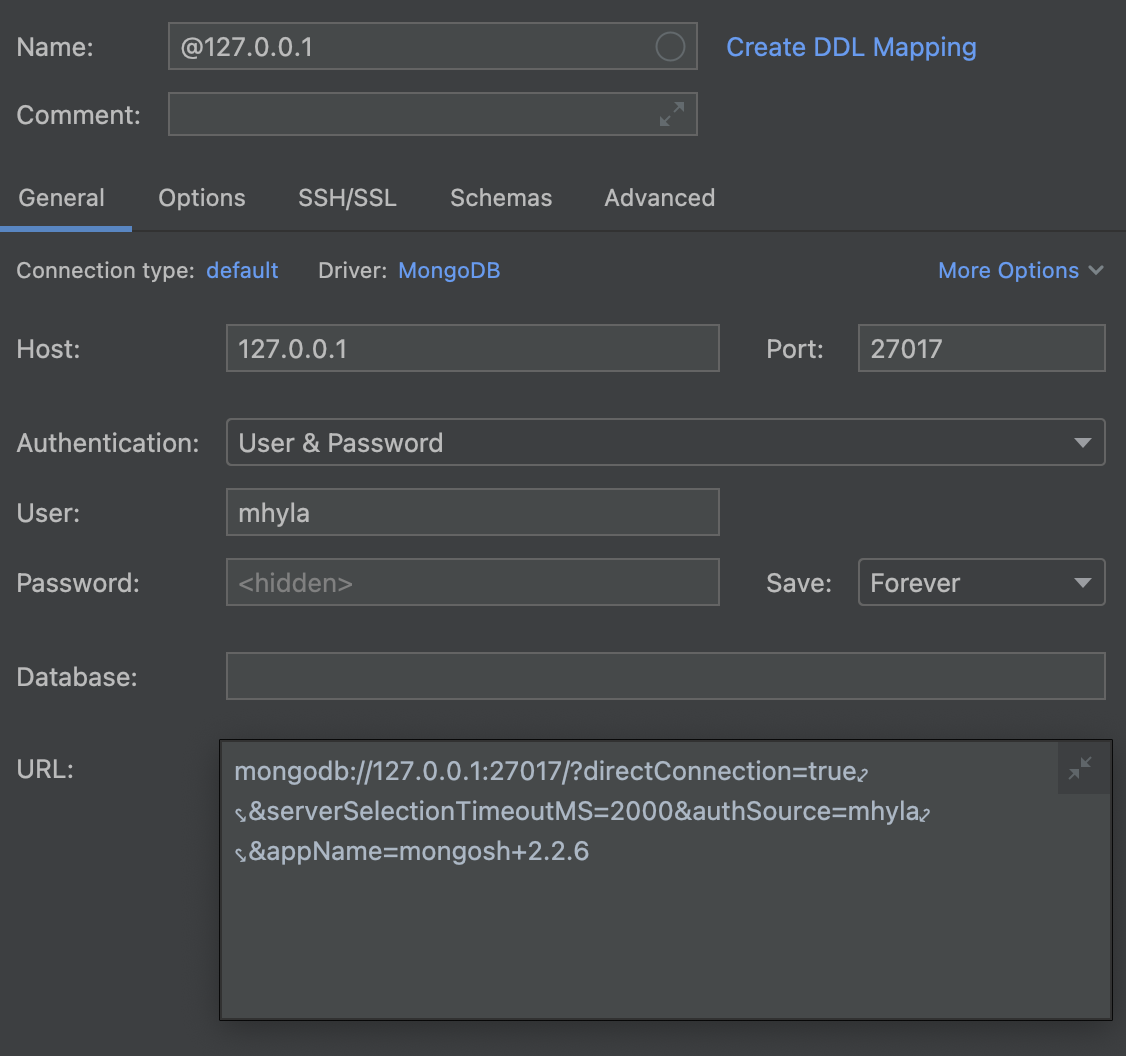 Name: @127.0.0.1 Create DDL Mapping
Comment:
General Options SSH/SSL Schemas Advanced
Connection type: default Driver: MongoDB More Options
Host: 127.0.0.1 Port: 27017
Authentication: User & Password
User: mhyla
Password: <hidden> Save: Forever
Database:
URL: mongodb://127.0.0.1:27017/?directConnection=true
&serverSelectionTimeoutMS=2000&authSource=mhyla
&appName=mongosh+2.2.6